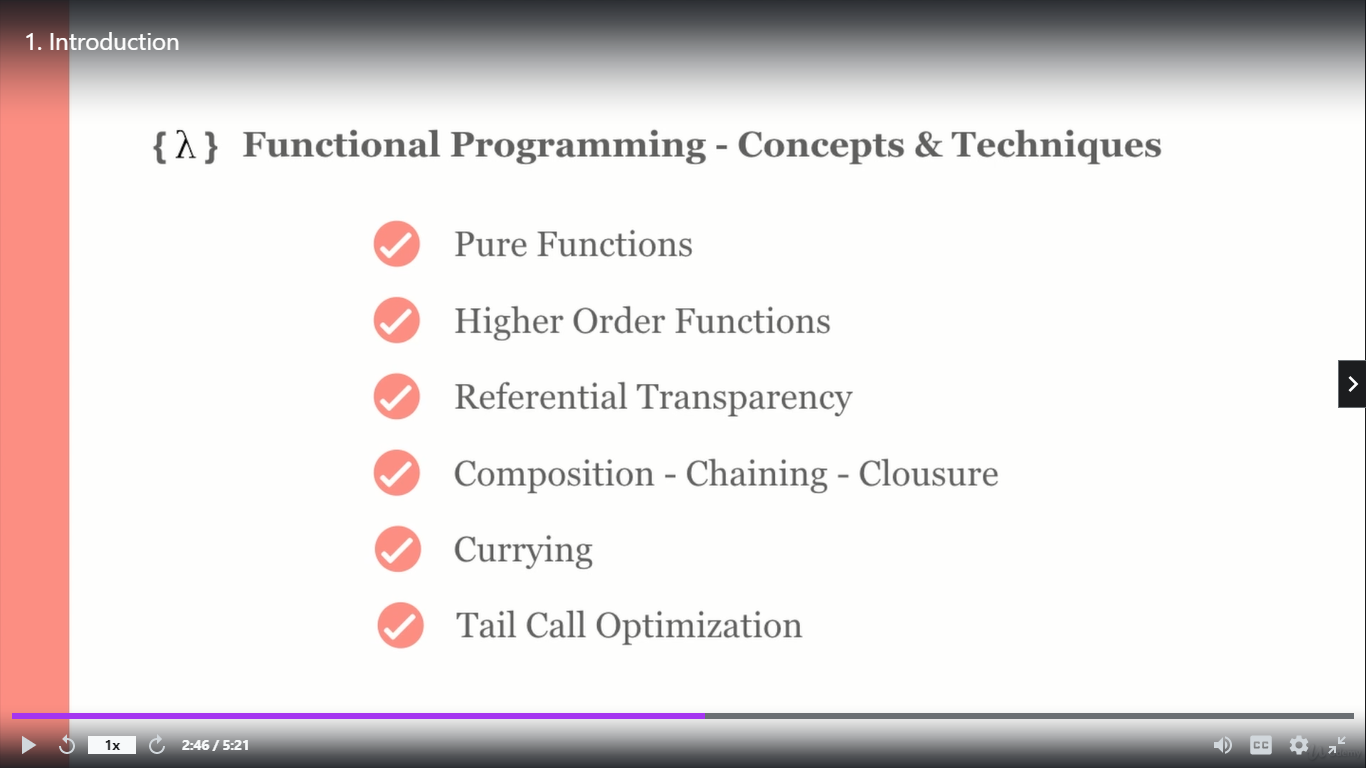 1. Introduction
{ λ } Functional Programming - Concepts & Techniques
Pure Functions
Higher Order Functions
Referential Transparency
Composition - Chaining - Clousure
Currying
Tail Call Optimization
1x 2:46 / 5:21 CC